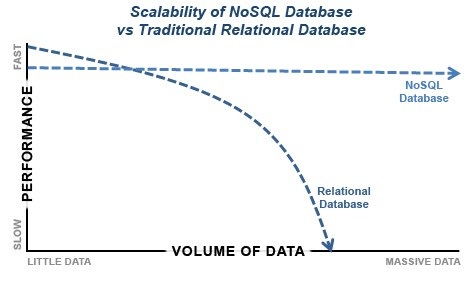 Scalability of NoSQL Database
vs Traditional Relational Database
FAST
PERFORMANCE
SLOW
NoSQL
Database
Relational
Database
LITTLE DATA
VOLUME OF DATA
MASSIVE DATA